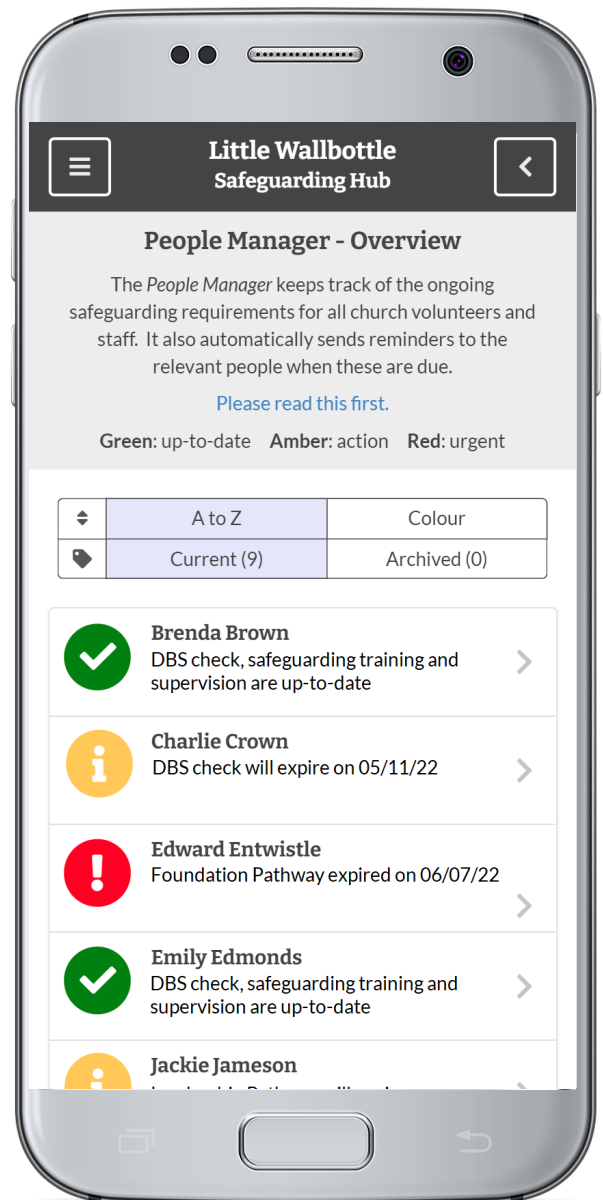 Little Wallbottle
Safeguarding Hub
People Manager - Overview
The People Manager keeps track of the ongoing
safeguarding requirements for all church volunteers and
staff. It also automatically sends reminders to the
relevant people when these are due.
Please read this first.
Green: up-to-date Amber: action Red: urgent
A to Z Colour
Current (9) Archived (0)
Brenda Brown
DBS check, safeguarding training and
supervision are up-to-date
Charlie Crown
DBS check will expire on 05/11/22
Edward Entwistle
Foundation Pathway expired on 06/07/22
Emily Edmonds
DBS check, safeguarding training and
supervision are up-to-date
Jackie Jameson